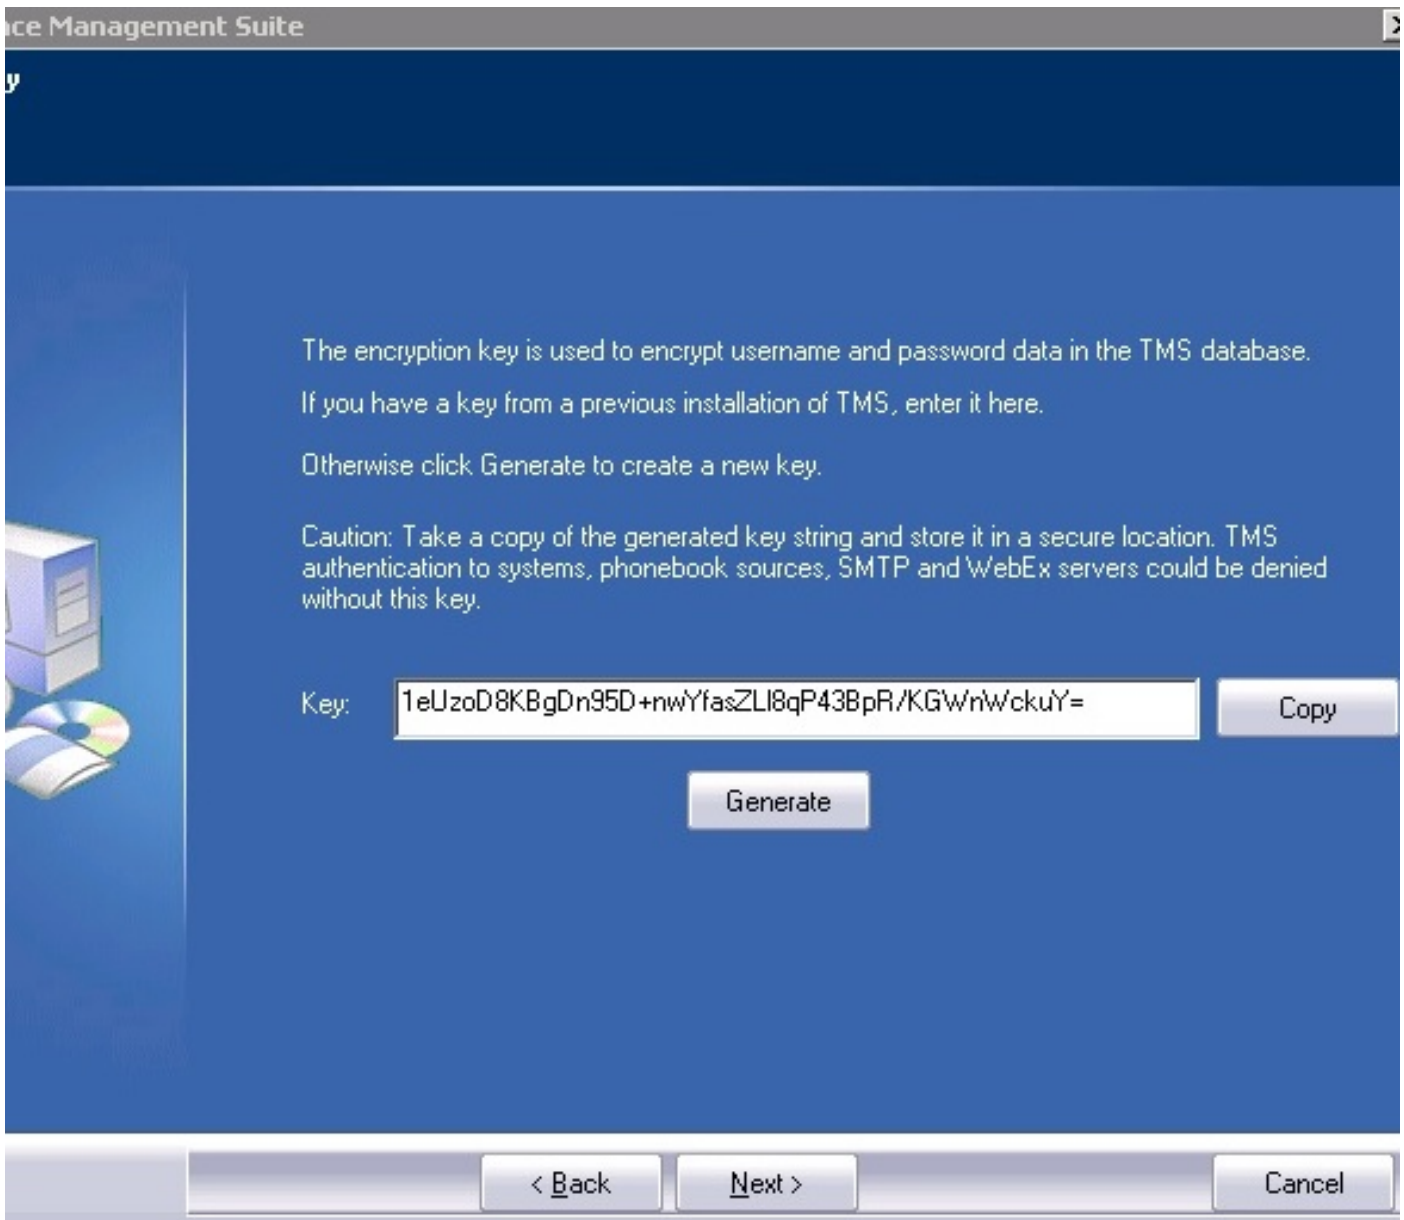 ce Management Suite
y
The encryption key is used to encrypt username and password data in the TMS database.
If you have a key from a previous installation of TMS, enter it here.
Otherwise click Generate to create a new key.
Caution: Take a copy of the generated key string and store it in a secure location. TMS
authentication to systems, phonebook sources, SMTP and WebEx servers could be denied
without this key.
Key: 1eUzoD8KBgDn95D+nwYfasZLl8qP43BpR/KGWnWckuY= Copy
Generate
< Back Next > Cancel